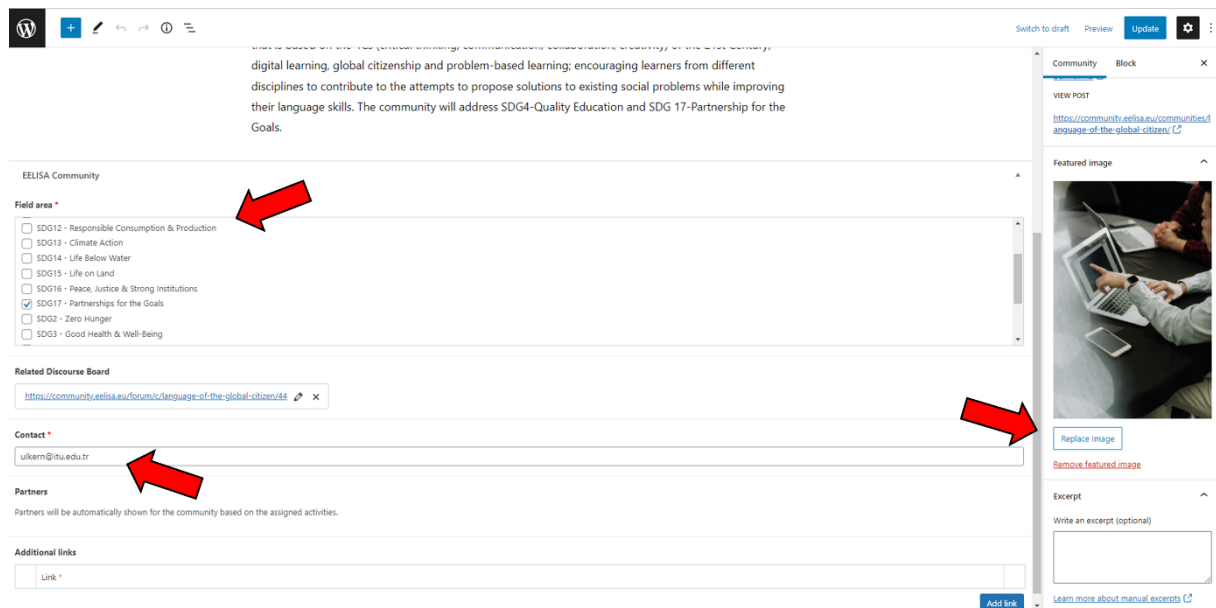 Switch to draft Preview Update
that is based on the 4Cs (critical thinking, communication, collaboration, creativity) of the 21st Century,
digital learning, global citizenship and problem-based learning; encouraging learners from different
disciplines to contribute to the attempts to propose solutions to existing social problems while improving
their language skills. The community will address SDG4-Quality Education and SDG 17-Partnership for the
Goals.
EELISA Community
Field area *
SDG12 - Responsible Consumption & Production
SDG13 - Climate Action
SDG14 - Life Below Water
SDG15 - Life on Land
SDG16 - Peace, Justice & Strong Institutions
SDG17 - Partnerships for the Goals
SDG2 - Zero Hunger
SDG3 - Good Health & Well-Being
Related Discourse Board
https://community.eelisa.eu/forum/c/language-of-the-global-citizen/44
Contact *
ulkern@itu.edu.tr
Partners
Partners will be automatically shown for the community based on the assigned activities.
Additional links
Link *
Add link
Community Block
VIEW POST
https://community.eelisa.eu/communities/l
anguage-of-the-global-citizen/
Featured image
Replace Image
Remove featured image
Excerpt
Write an excerpt (optional)
Learn more about manual excerpts